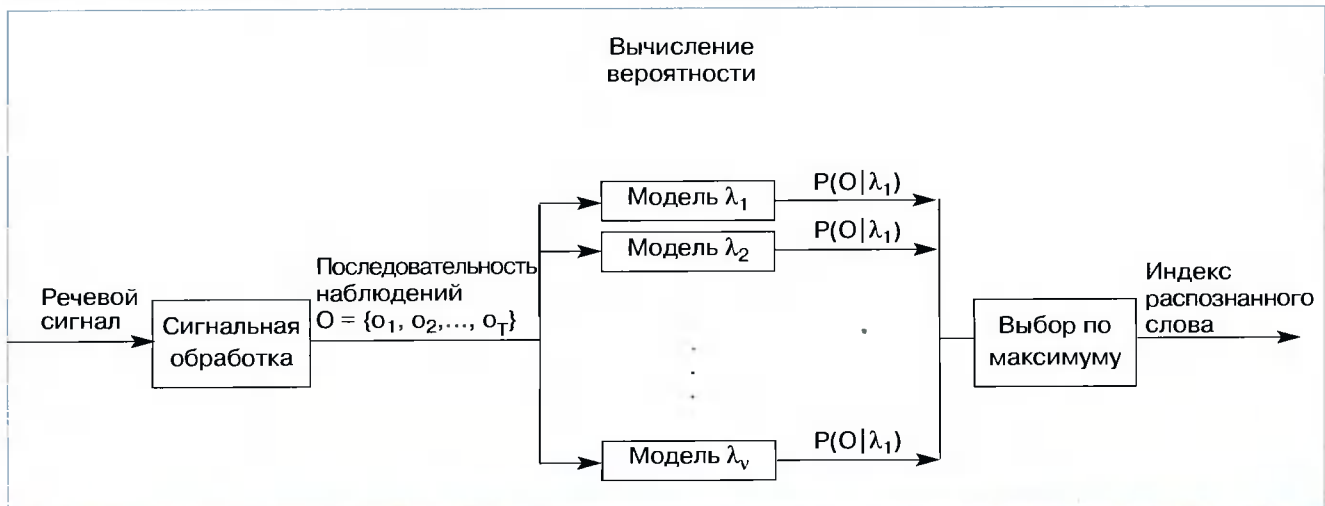 Вычисление
вероятности
Речевой
сигнал
Сигнальная
обработка
Последовательность
наблюдений
O = {o₁, o₂,..., o_T}
Модель λ₁
P(O|λ₁)
Модель λ₂
P(O|λ₁)
Модель λᵥ
P(O|λ₁)
Выбор по
максимуму
Индекс
распознанного
слова